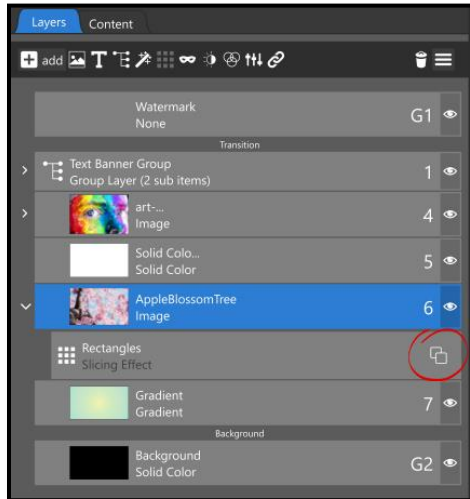 Layers Content
add
Watermark
None
G1
Transition
Text Banner Group
Group Layer (2 sub items)
1
art-...
Image
4
Solid Colo...
Solid Color
5
AppleBlossomTree
Image
6
Rectangles
Slicing Effect
Gradient
Gradient
7
Background
Background
Solid Color
G2